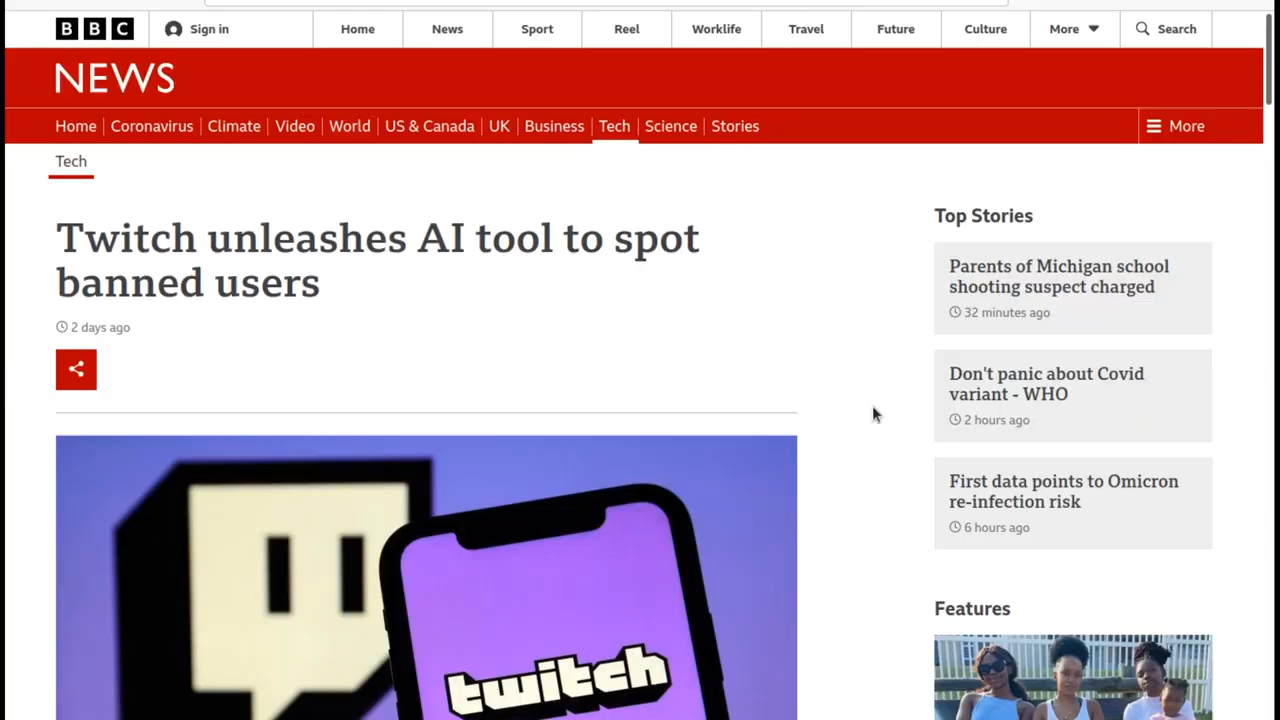 BBC Sign in Home News Sport Reel Worklife Travel Future Culture More Search
NEWS
Home Coronavirus Climate Video World US & Canada UK Business Tech Science Stories More
Tech
Twitch unleashes AI tool to spot
banned users
2 days ago
twitch
Top Stories
Parents of Michigan school
shooting suspect charged
32 minutes ago
Don't panic about Covid
variant - WHO
2 hours ago
First data points to Omicron
re-infection risk
6 hours ago
Features